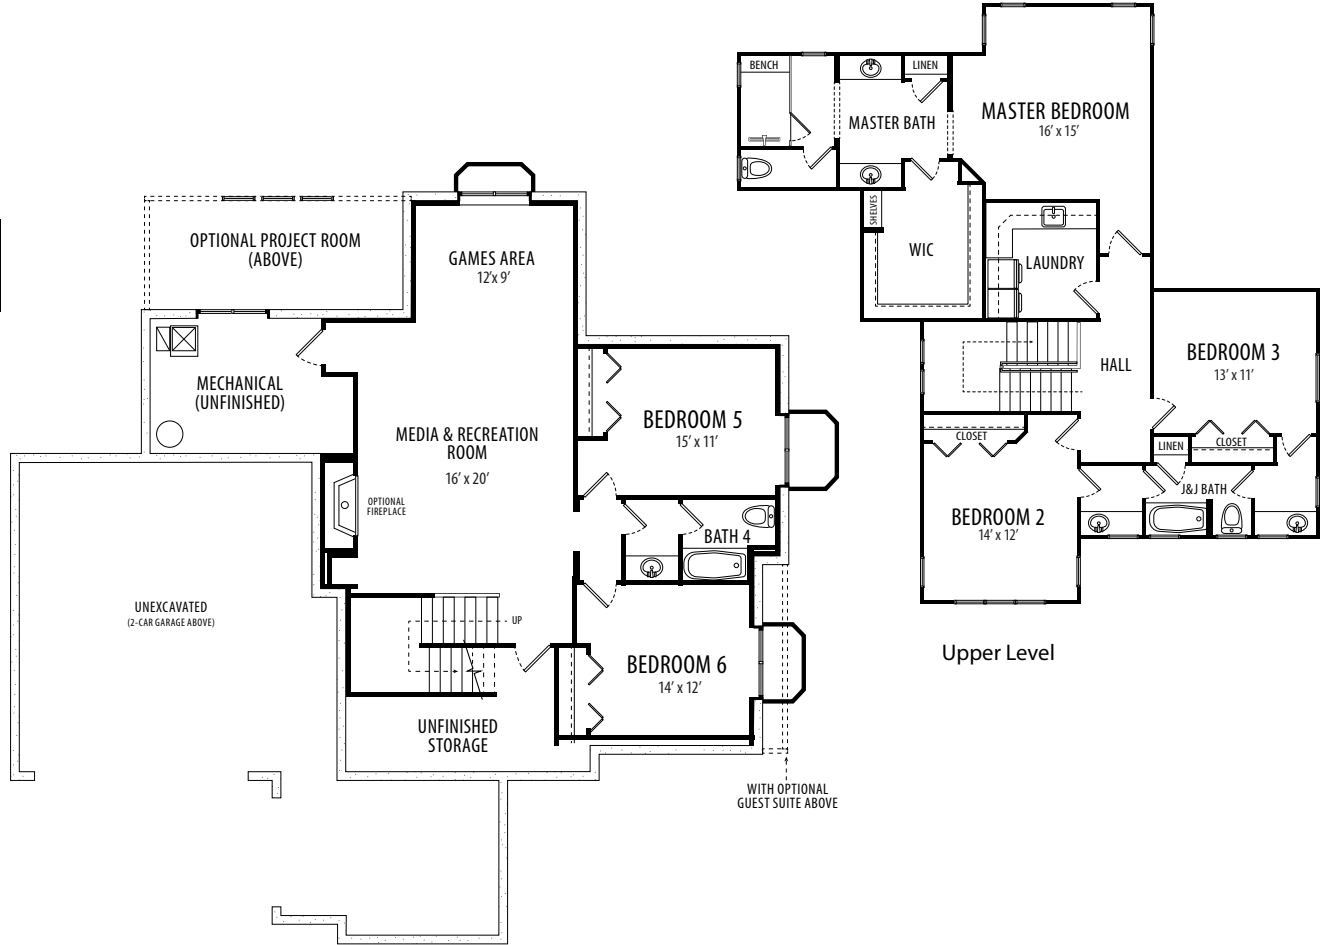 OPTIONAL PROJECT ROOM
(ABOVE)
GAMES AREA
12'x 9'
MECHANICAL
(UNFINISHED)
MEDIA & RECREATION
ROOM
16' x 20'
OPTIONAL
FIREPLACE
BEDROOM 5
15' x 11'
BATH 4
UNEXCAVATED
(2-CAR GARAGE ABOVE)
UP
BEDROOM 6
14' x 12'
UNFINISHED
STORAGE
WITH OPTIONAL
GUEST SUITE ABOVE
BENCH
LINEN
MASTER BATH
MASTER BEDROOM
16' x 15'
SHELVES
WIC
LAUNDRY
HALL
BEDROOM 3
13' x 11'
CLOSET
LINEN
CLOSET
J&J BATH
BEDROOM 2
14' x 12'
Upper Level